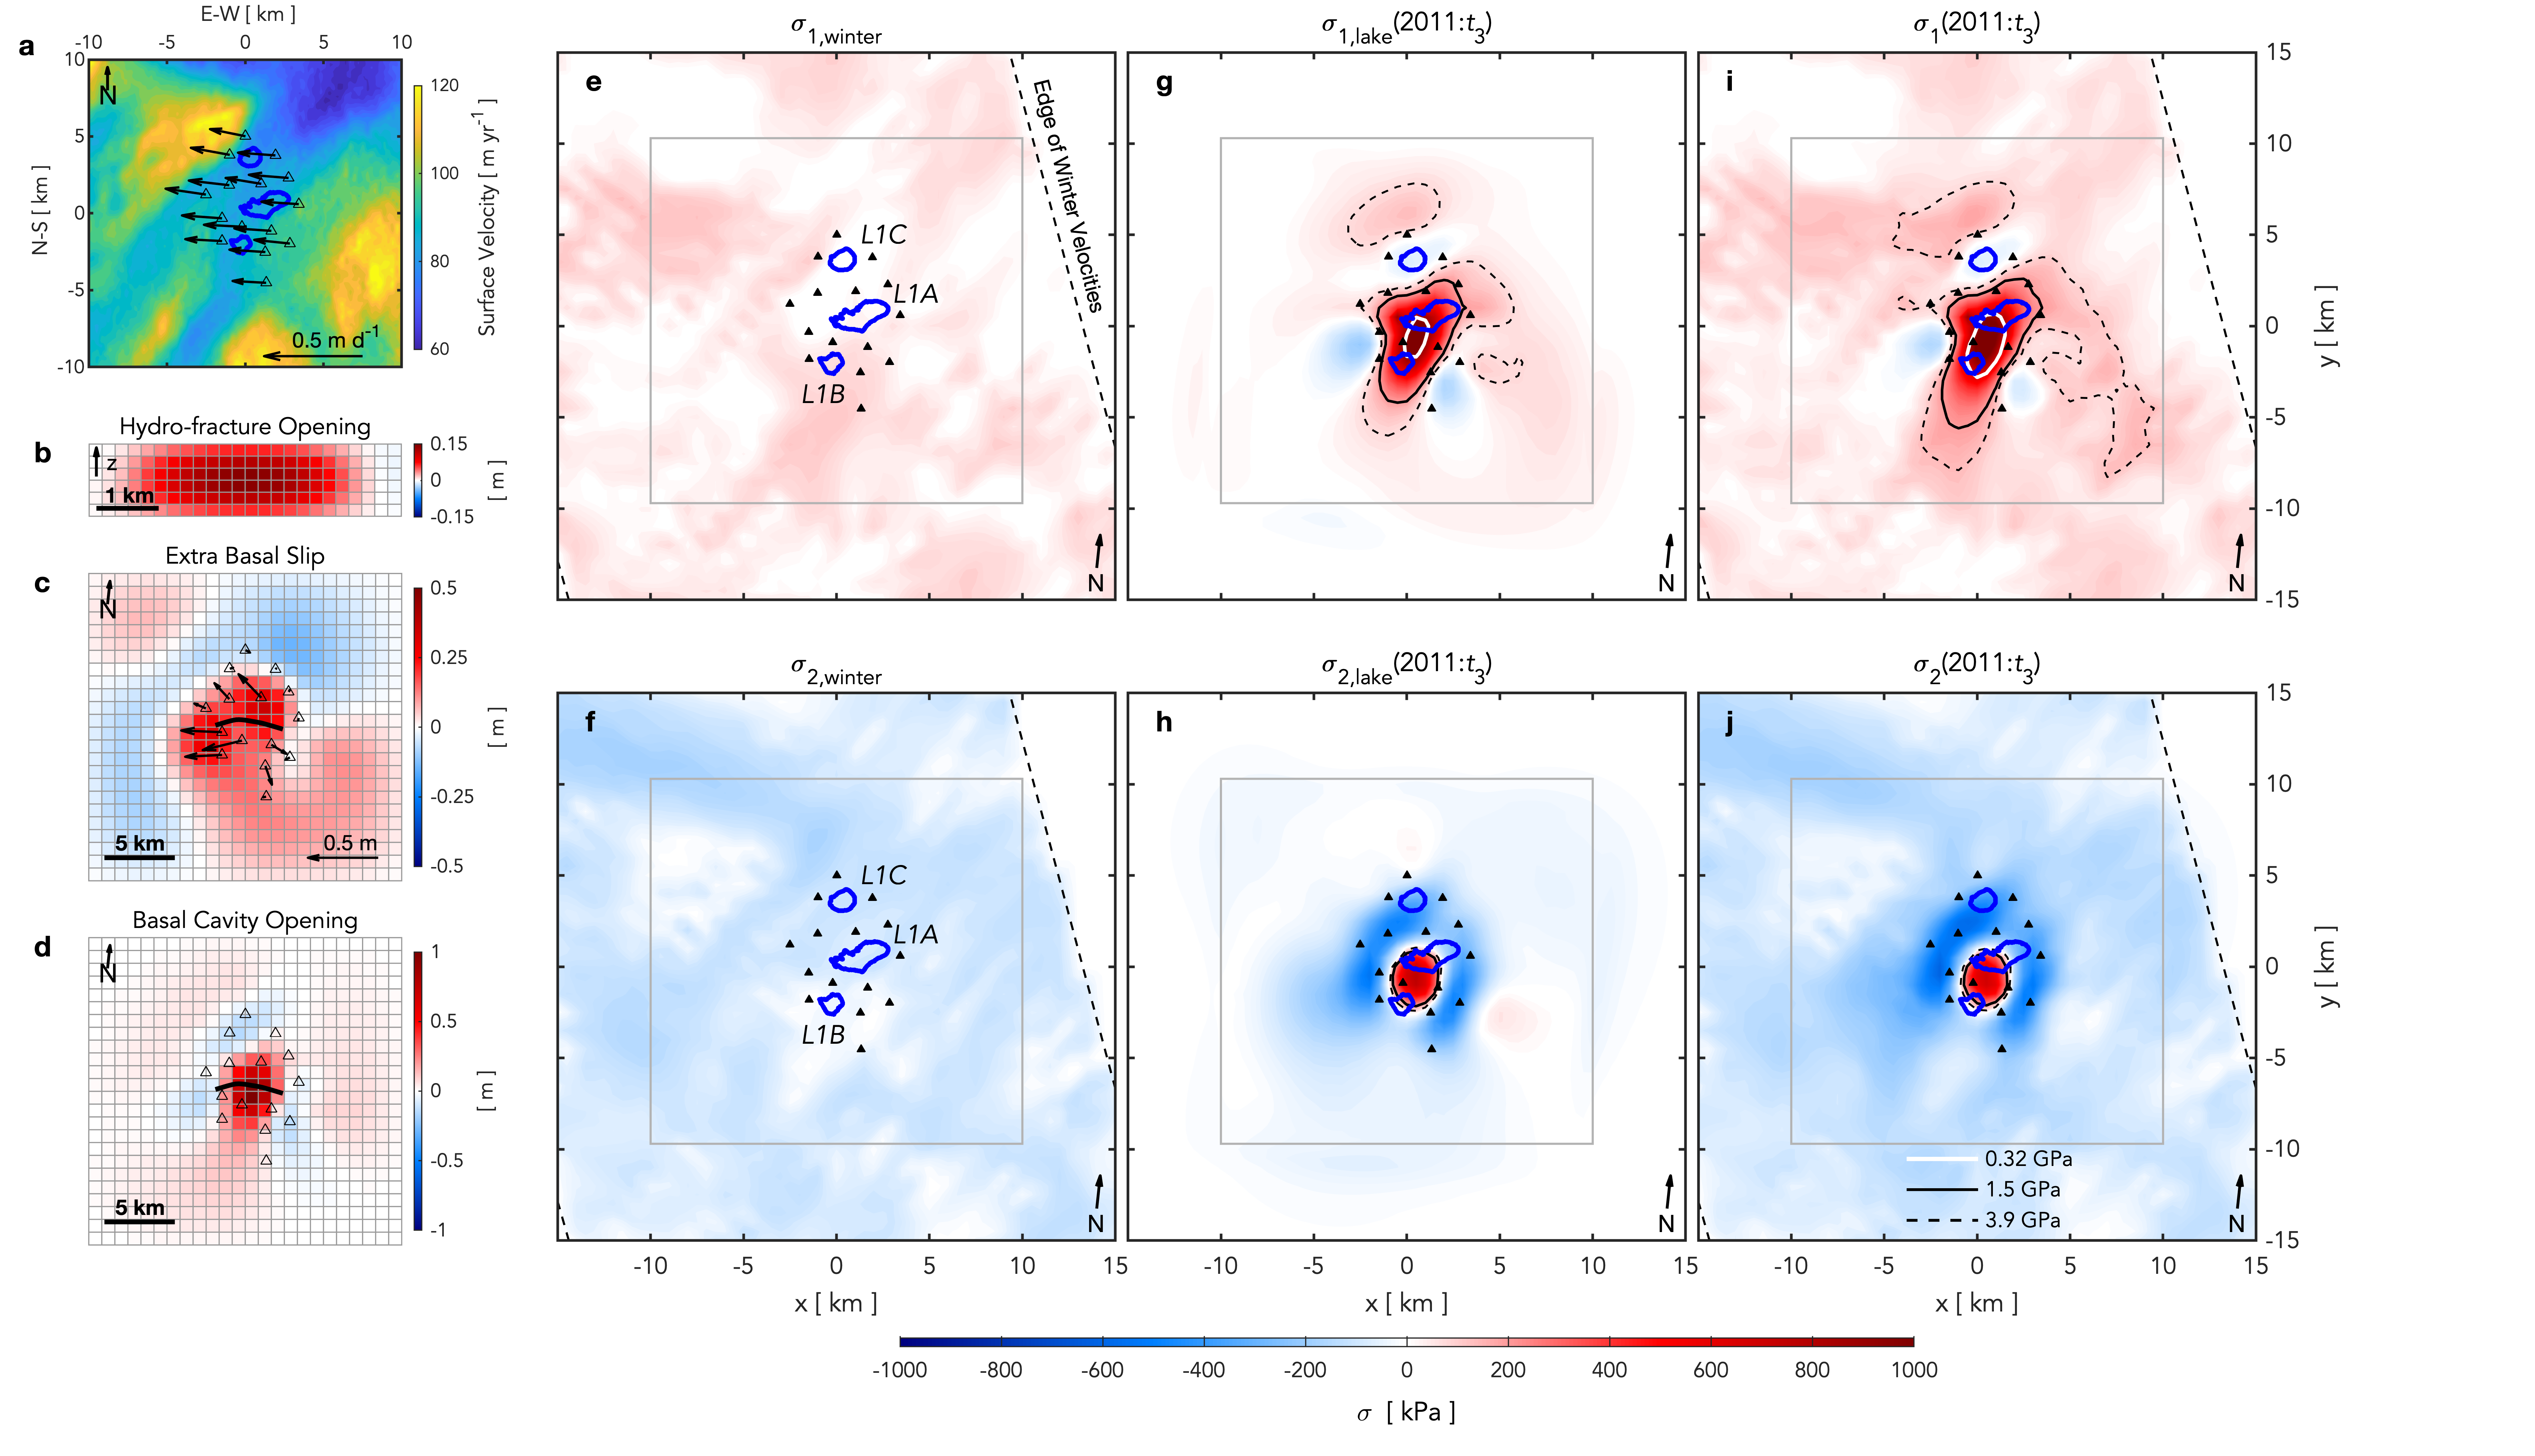 E-W [ km ]
-10 -5 0 5 10
a
10
5
0
-5
-10
N-S [ km ]
N
0.5 m d⁻¹
120
100
80
60
Surface Velocity [ m yr⁻¹ ]
Hydro-fracture Opening
b
z
1 km
0.15
0
-0.15
[ m ]
Extra Basal Slip
c
N
5 km
0.5 m
0.5
0.25
0
-0.25
-0.5
[ m ]
Basal Cavity Opening
d
N
5 km
1
0.5
0
-0.5
-1
[ m ]
σ1,winter
e
Edge of Winter Velocities
L1C
L1A
L1B
N
σ1,lake(2011:t3)
g
N
σ1(2011:t3)
i
N
15
10
5
0
-5
-10
-15
y [ km ]
σ2,winter
f
L1C
L1A
L1B
N
-10 -5 0 5 10 15
x [ km ]
σ2,lake(2011:t3)
h
N
-10 -5 0 5 10 15
x [ km ]
σ2(2011:t3)
j
0.32 GPa
1.5 GPa
3.9 GPa
N
-10 -5 0 5 10 15
x [ km ]
15
10
5
0
-5
-10
-15
y [ km ]
-1000 -800 -600 -400 -200 0 200 400 600 800 1000
σ [ kPa ]